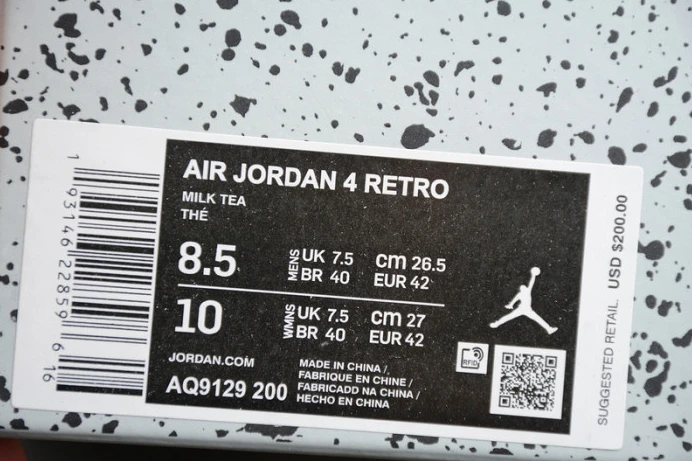 AIR JORDAN 4 RETRO
MILK TEA
THÉ
8.5 MENS UK 7.5 cm 26.5
BR 40 EUR 42
10 WMNS UK 7.5 cm 27
BR 40 EUR 42
JORDAN.COM
AQ9129 200
MADE IN CHINA /
FABRIQUE EN CHINE /
FABRICADO NA CHINA /
HECHO EN CHINA
RFID
SUGGESTED RETAIL. USD $200.00
1 93146 22859 6 16